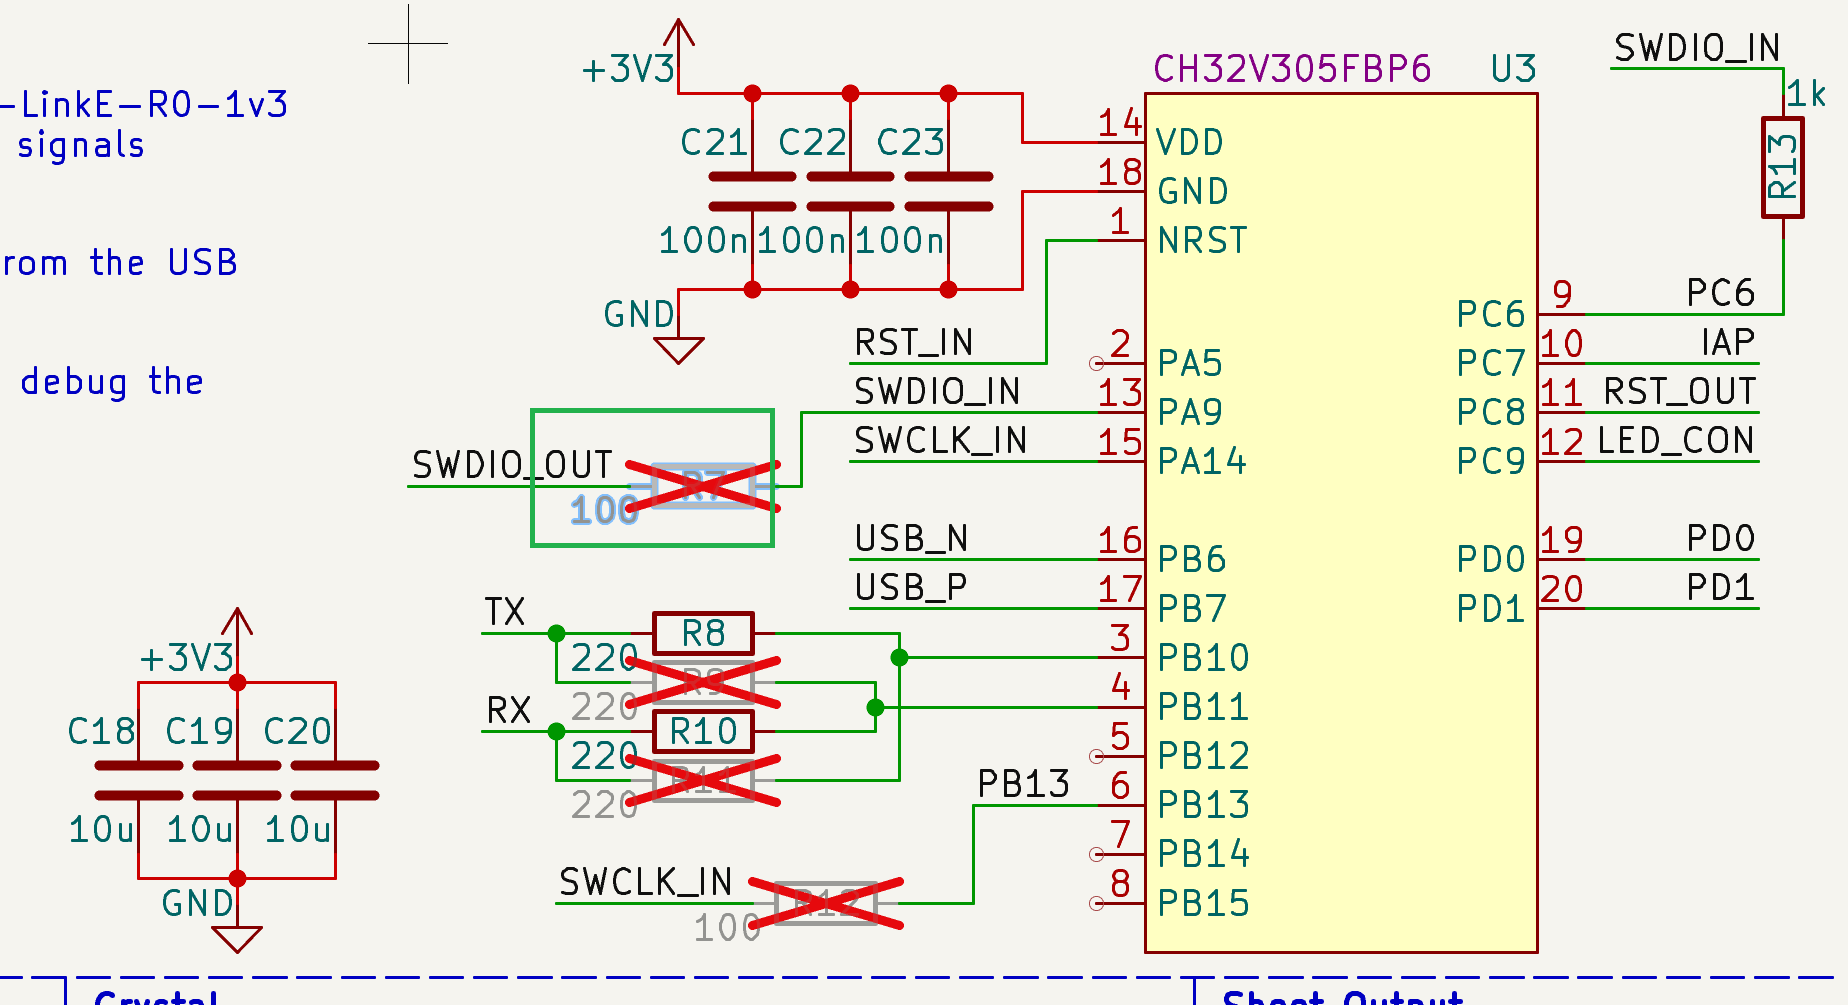 -LinkE-R0-1v3
signals
rom the USB
debug the
+3V3
C21 C22 C23
100n 100n 100n
GND
CH32V305FBP6 U3
SWDIO_IN
1k
R13
14 VDD
18 GND
1 NRST
RST_IN
2 PA5
SWDIO_IN 13 PA9
SWCLK_IN 15 PA14
SWDIO_OUT
R7
100
USB_N 16 PB6
USB_P 17 PB7
3 PB10
4 PB11
5 PB12
PB13 6 PB13
7 PB14
8 PB15
PC6 9 PC6
PC7 10 IAP
PC8 11 RST_OUT
PC9 12 LED_CON
PD0 19 PD0
PD1 20 PD1
TX
R8
220
R9
220
RX
R10
220
R11
220
SWCLK_IN
R12
100
+3V3
C18 C19 C20
10u 10u 10u
GND
Crystal
Sheet Output